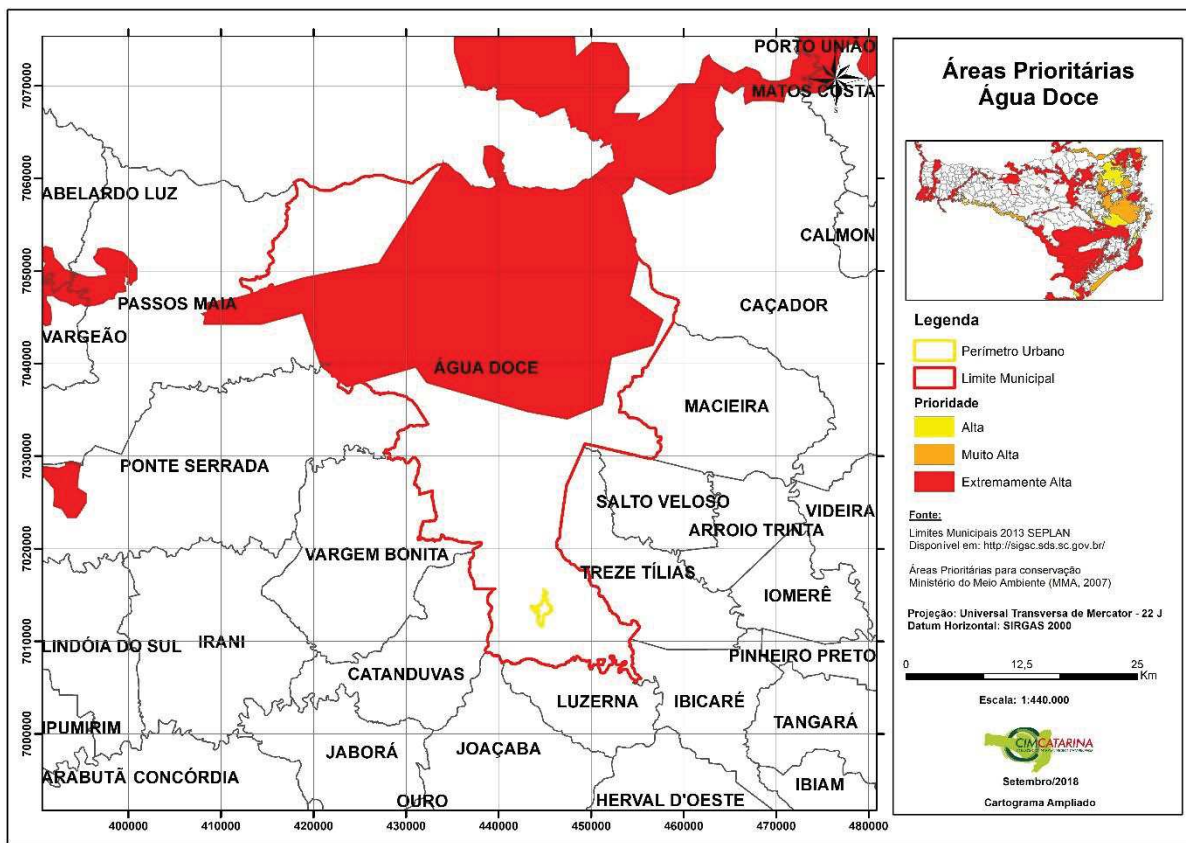 PORTO UNIÃO
MATOS COSTA
ABELARDO LUZ
CALMON
PASSOS MAIA
CAÇADOR
VARGEÃO
ÁGUA DOCE
MACIEIRA
PONTE SERRADA
SALTO VELOSO
VIDEIRA
ARROIO TRINTA
VARGEM BONITA
TREZE TÍLIAS
IOMERÊ
LINDÓIA DO SUL
IRANI
PINHEIRO PRETO
CATANDUVAS
LUZERNA
IBICARÉ
TANGARÁ
IPUMIRIM
JABORÁ
JOAÇABA
ARABUTÃ
CONCÓRDIA
IBIAM
OURO
HERVAL D'OESTE
7070000
7060000
7050000
7040000
7030000
7020000
7010000
7000000
400000 410000 420000 430000 440000 450000 460000 470000 480000
Áreas Prioritárias
Água Doce
Legenda
Perímetro Urbano
Limite Municipal
Prioridade
Alta
Muito Alta
Extremamente Alta
Fonte:
Limites Municipais 2013 SEPLAN
Disponível em: http://sigsc.sds.sc.gov.br/
Áreas Prioritárias para conservação
Ministério do Meio Ambiente (MMA, 2007)
Projeção: Universal Transversa de Mercator - 22 J
Datum Horizontal: SIRGAS 2000
0 12,5 25
Km
Escala: 1:440.000
CIMCATARINA
Setembro/2018
Cartograma Ampliado